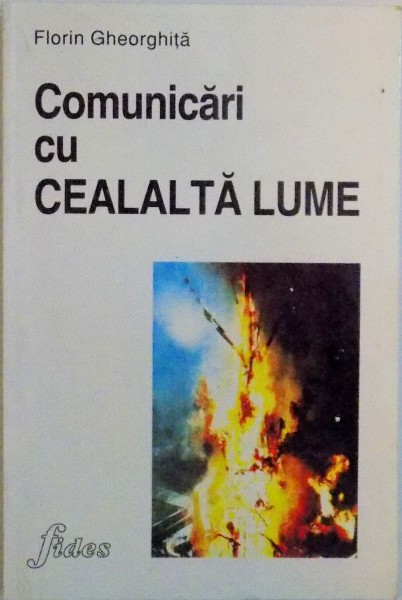 Florin Gheorghiță
Comunicări
cu
CEALALTĂ LUME
fides